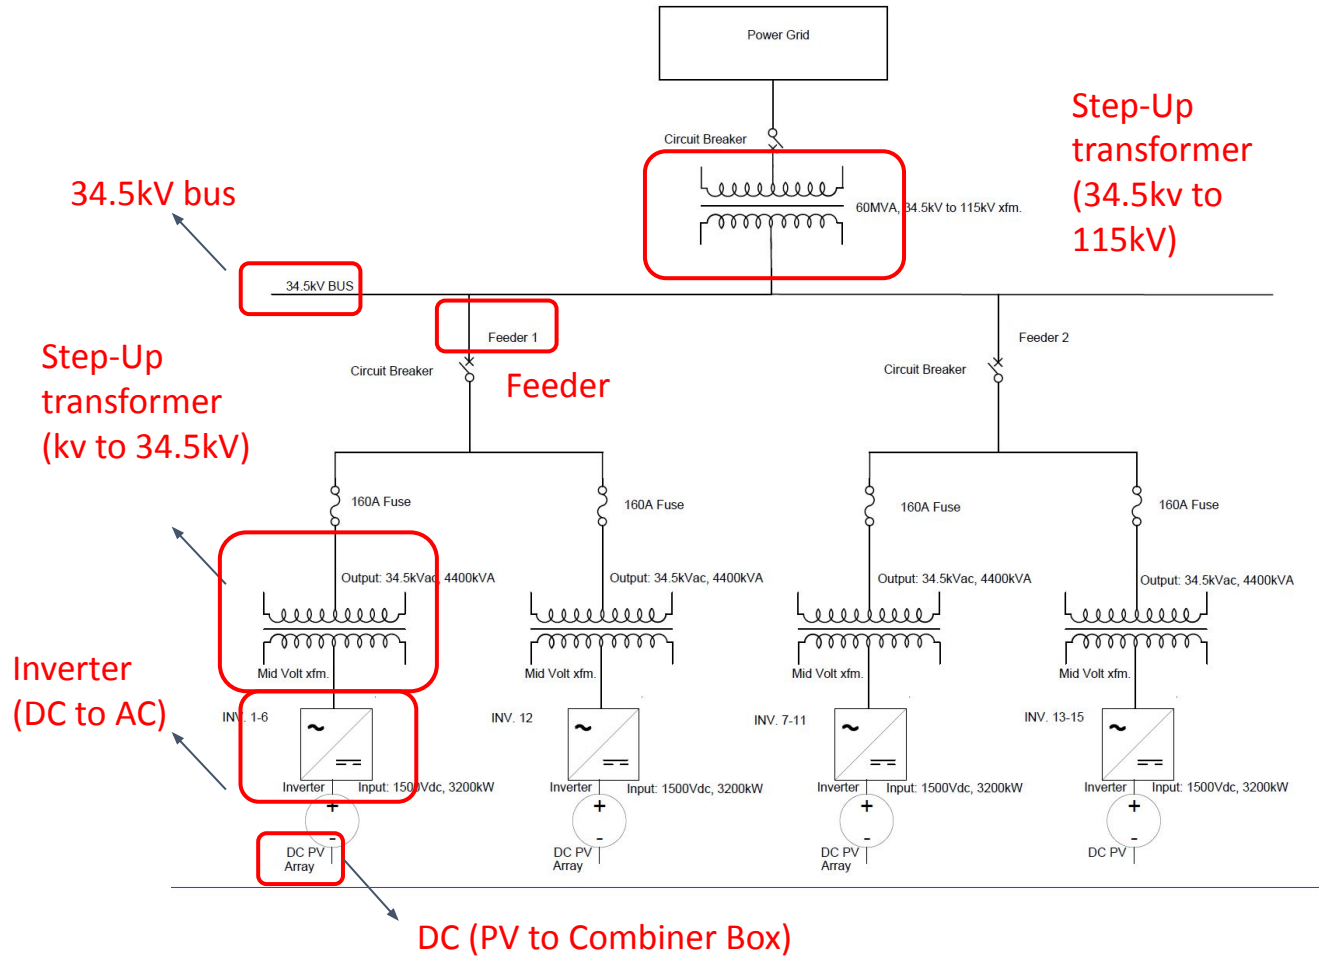 Power Grid
Step-Up
transformer
(34.5kv to
115kV)
Circuit Breaker
60MVA, 34.5kV to 115kV xfm.
34.5kV bus
34.5kV BUS
Feeder 1
Feeder 2
Circuit Breaker
Circuit Breaker
Feeder
Step-Up
transformer
(kv to 34.5kV)
160A Fuse
160A Fuse
160A Fuse
160A Fuse
Output: 34.5kVac, 4400kVA
Output: 34.5kVac, 4400kVA
Output: 34.5kVac, 4400kVA
Output: 34.5kVac, 4400kVA
Mid Volt xfm.
Mid Volt xfm.
Mid Volt xfm.
Mid Volt xfm.
Inverter
(DC to AC)
INV. 1-6
INV. 12
INV. 7-11
INV. 13-15
Inverter
Input: 1500Vdc, 3200kW
Inverter
Input: 1500Vdc, 3200kW
Inverter
Input: 1500Vdc, 3200kW
Inverter
Input: 1500Vdc, 3200kW
DC PV
Array
DC PV
Array
DC PV
Array
DC PV
DC (PV to Combiner Box)